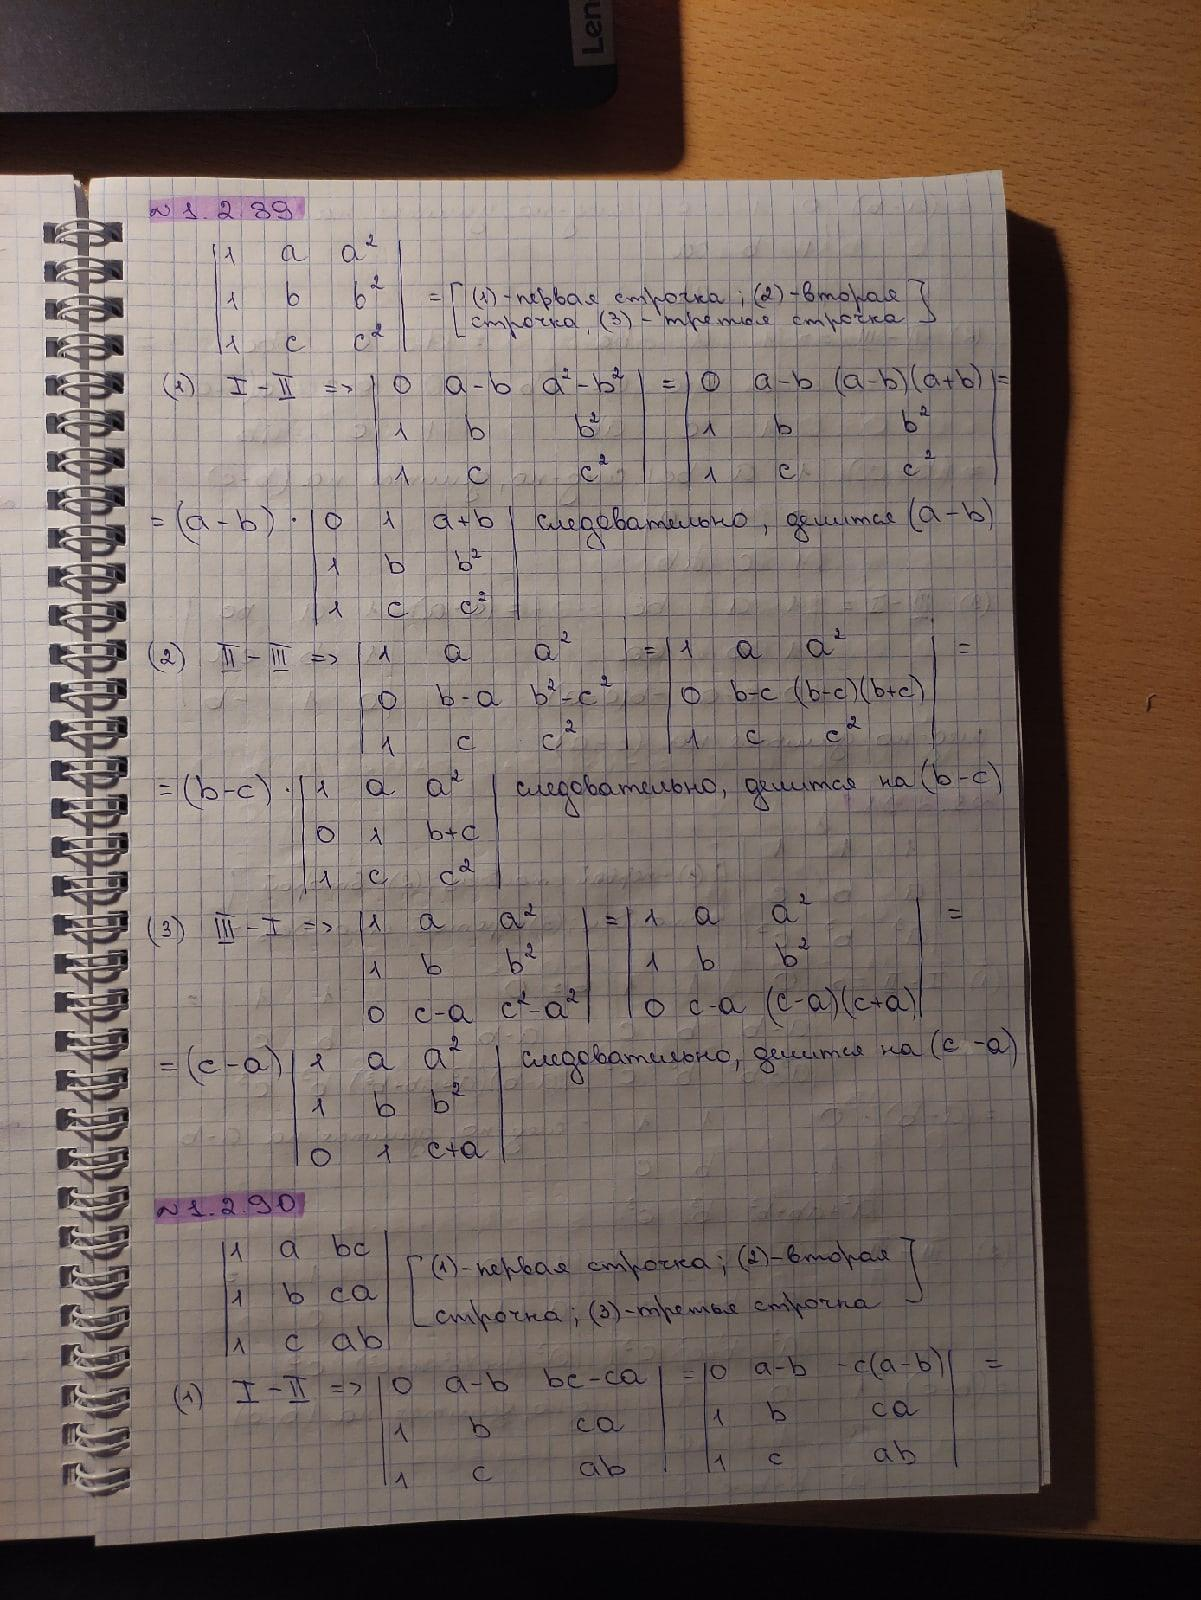 Len
№1.289
|1 a a²|
|1 b b²| = [(1)-первая строчка; (2)-вторая
|1 c c²| строчка, (3)-третья строчка]
(1) I-II => |0 a-b a²-b²| = |0 a-b (a-b)(a+b)| =
|1 b b²| |1 b b²|
|1 c c²| |1 c c²|
=(a-b)·|0 1 a+b| следовательно, делится (a-b)
|1 b b²|
|1 c c²|
(2) II-III => |1 a a²| = |1 a a²| =
|0 b-a b²-c²| |0 b-c (b-c)(b+c)|
|1 c c²| |1 c c²|
=(b-c)·|1 a a²| следовательно, делится на (b-c)
|0 1 b+c|
|1 c c²|
(3) III-I => |1 a a²| = |1 a a²| =
|1 b b²| |1 b b²|
|0 c-a c²-a²| |0 c-a (c-a)(c+a)|
=(c-a)|1 a a²| следовательно, делится на (c-a)
|1 b b²|
|0 1 c+a|
№1.290
|1 a bc| [(1)-первая строчка; (2)-вторая
|1 b ca| строчка; (3)-третья строчка]
|1 c ab|
(1) I-II => |0 a-b bc-ca| = |0 a-b -c(a-b)| =
|1 b ca| |1 b ca|
|1 c ab| |1 c ab|